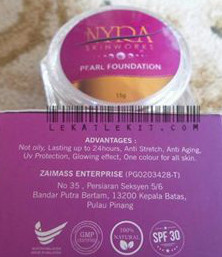 NYRA
SKINWORKS
PEARL FOUNDATION
15g
LEKATLEKIT.COM
ADVANTAGES :
Not oily, Lasting up to 24hours, Anti Stretch, Anti Aging,
Uv Protection, Glowing effect, One colour for all skin.
ZAIMASS ENTERPRISE (PG0203428-T)
No 35 , Persiaran Seksyen 5/6
Bandar Putra Bertam, 13200 Kepala Batas,
Pulau Pinang
GMP
100%
NATURAL
SPF 30